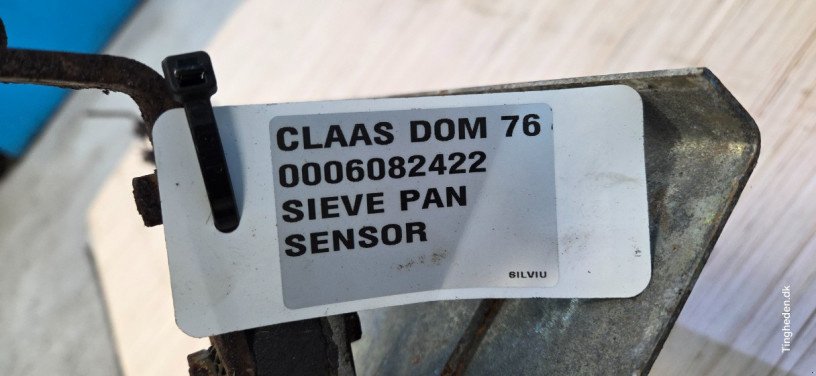 CLAAS DOM 76
0006082422
SIEVE PAN
SENSOR
SILVIU
Tingheden.dk